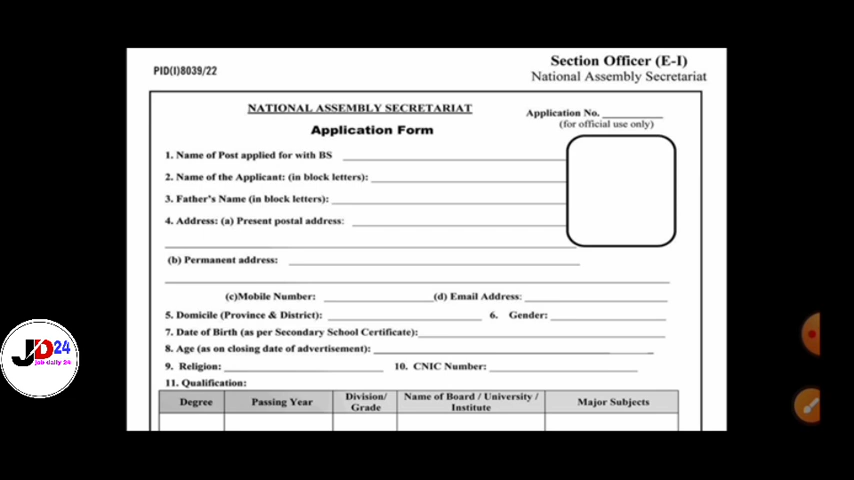 PID(I)8039/22
Section Officer (E-I)
National Assembly Secretariat
NATIONAL ASSEMBLY SECRETARIAT
Application Form
Application No. ___________
(for official use only)
1. Name of Post applied for with BS
2. Name of the Applicant: (in block letters):
3. Father's Name (in block letters):
4. Address: (a) Present postal address:
(b) Permanent address:
(c)Mobile Number: (d) Email Address:
5. Domicile (Province & District): 6. Gender:
7. Date of Birth (as per Secondary School Certificate):
8. Age (as on closing date of advertisement):
9. Religion: 10. CNIC Number:
11. Qualification:
Degree Passing Year Division/ Grade Name of Board / University / Institute Major Subjects
JD24
job daily 24